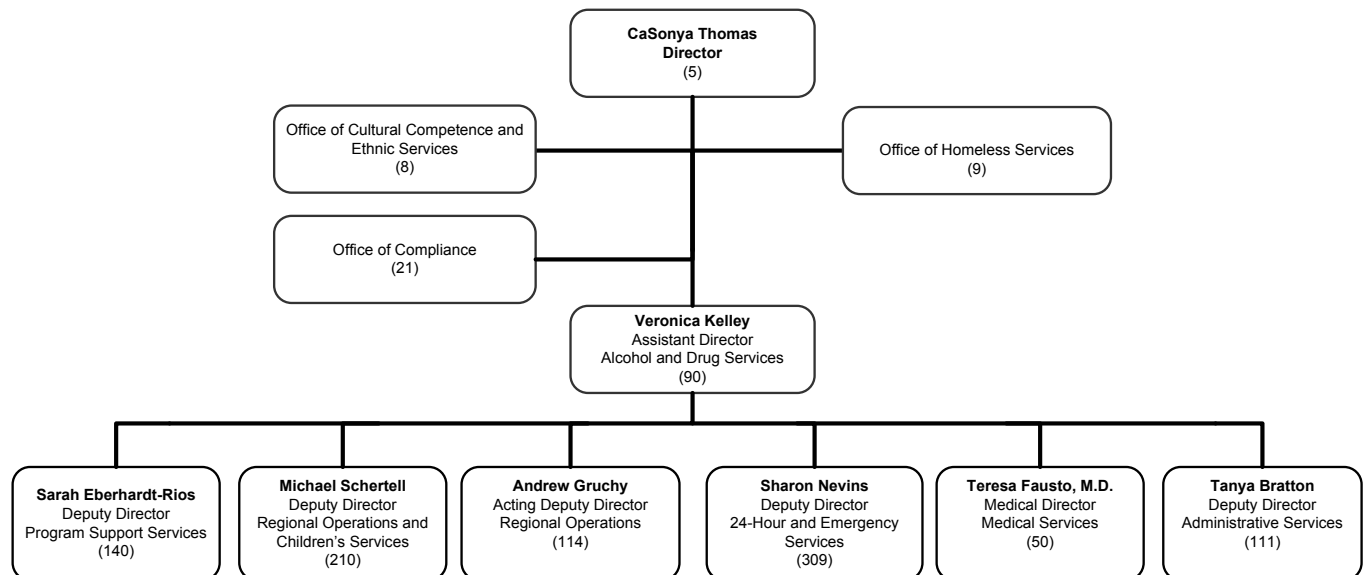 CaSonya Thomas
Director
(5)
Office of Cultural Competence and
Ethnic Services
(8)
Office of Homeless Services
(9)
Office of Compliance
(21)
Veronica Kelley
Assistant Director
Alcohol and Drug Services
(90)
Sarah Eberhardt-Rios
Deputy Director
Program Support Services
(140)
Michael Schertell
Deputy Director
Regional Operations and
Children's Services
(210)
Andrew Gruchy
Acting Deputy Director
Regional Operations
(114)
Sharon Nevins
Deputy Director
24-Hour and Emergency
Services
(309)
Teresa Fausto, M.D.
Medical Director
Medical Services
(50)
Tanya Bratton
Deputy Director
Administrative Services
(111)